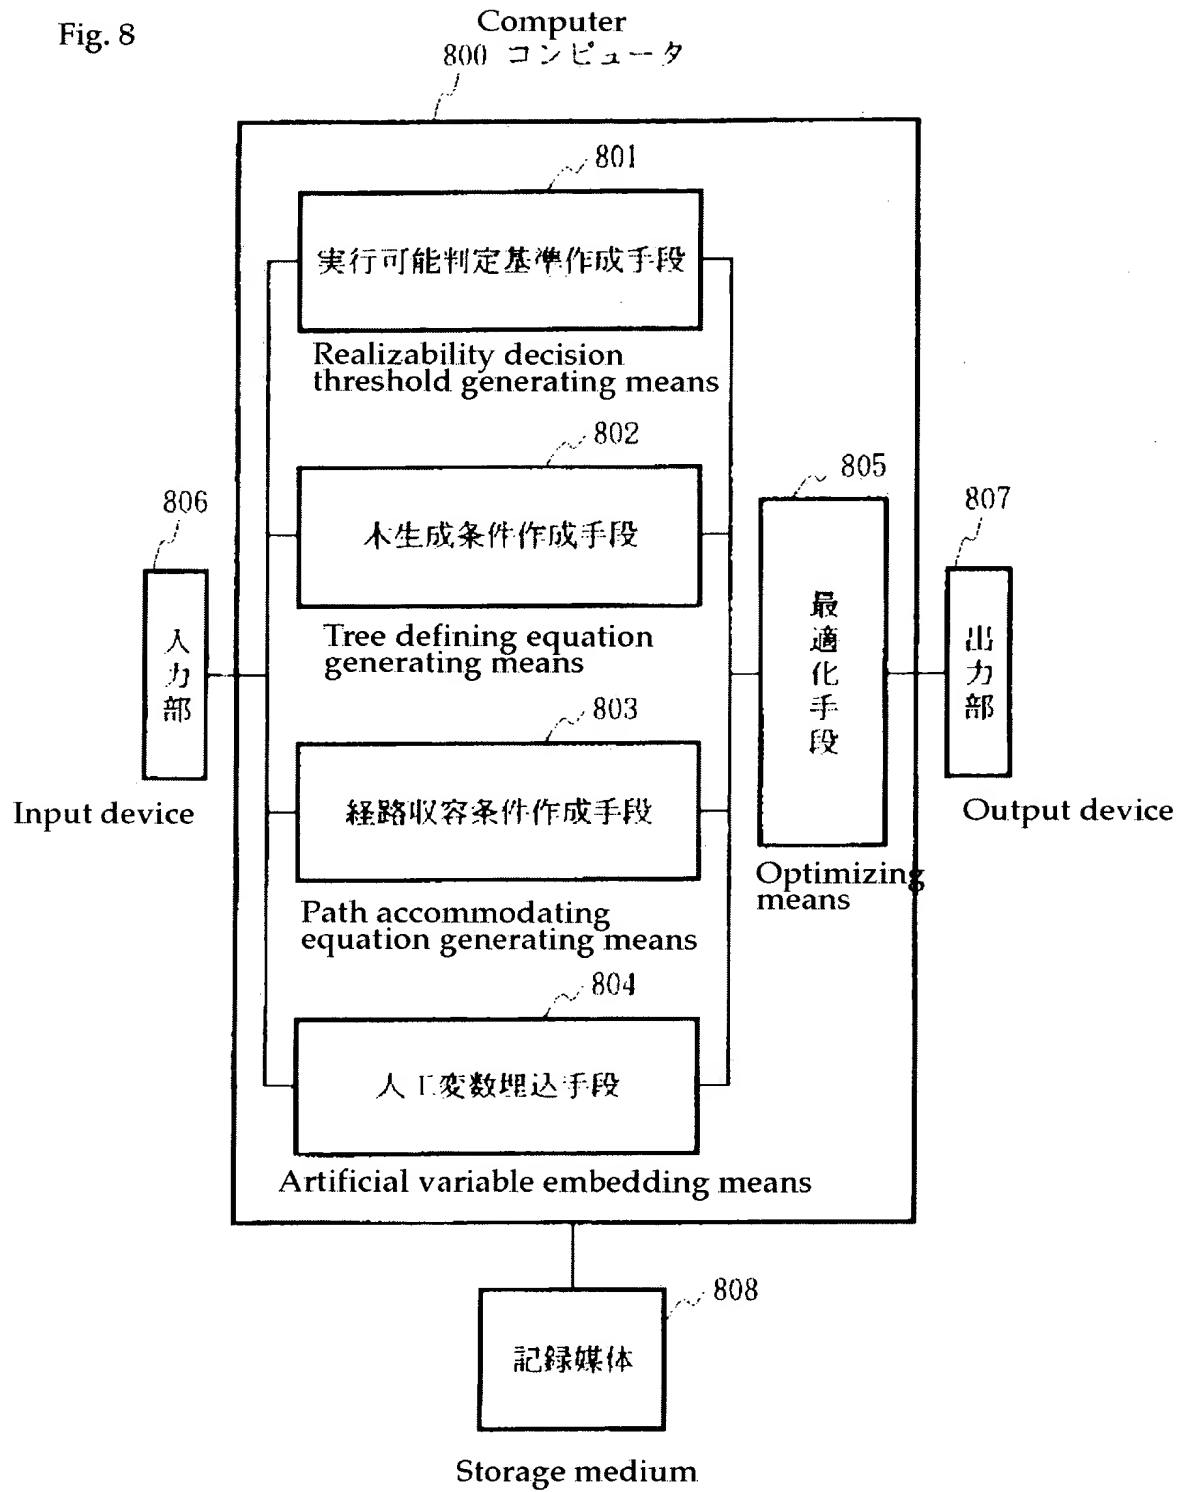 Fig. 8
Computer
800 コンピュータ
801
実行可能判定基準作成手段
Realizability decision
threshold generating means
802
木生成条件作成手段
Tree defining equation
generating means
803
経路収容条件作成手段
Path accommodating
equation generating means
804
人工変数埋込手段
Artificial variable embedding means
805
最適化手段
Optimizing
means
806
入力部
Input device
807
出力部
Output device
808
記録媒体
Storage medium